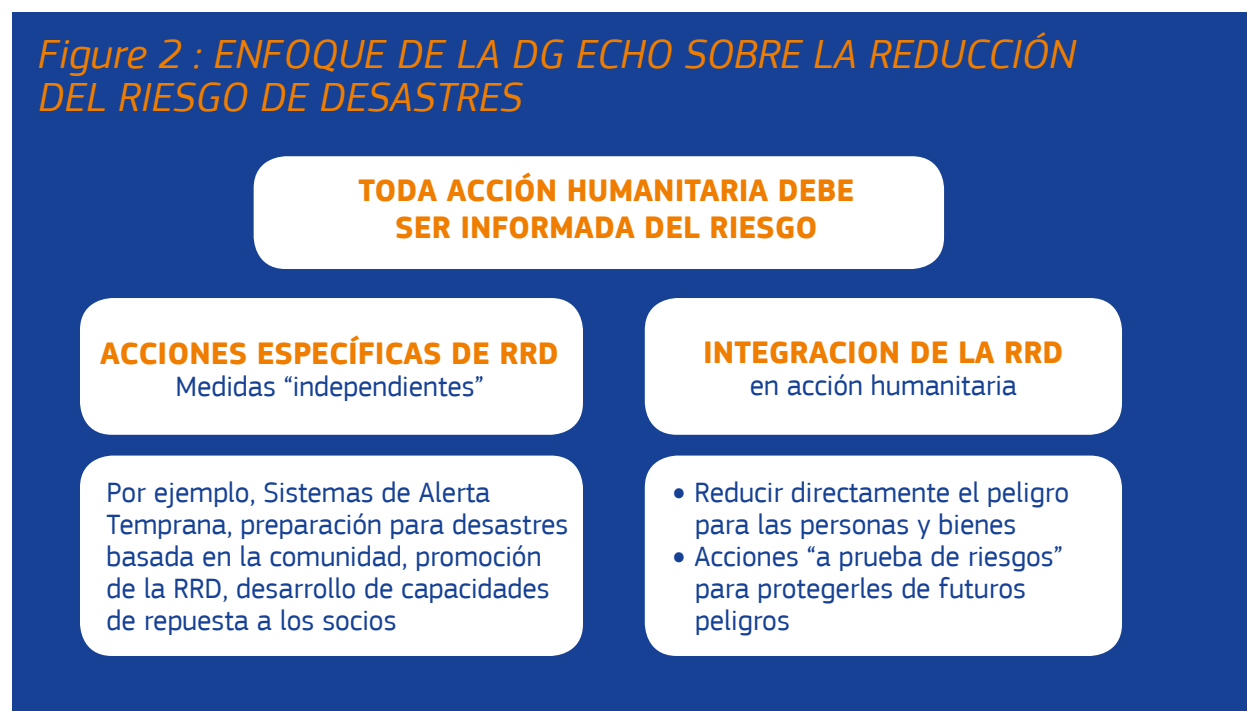 Figure 2 : ENFOQUE DE LA DG ECHO SOBRE LA REDUCCIÓN
DEL RIESGO DE DESASTRES
TODA ACCIÓN HUMANITARIA DEBE
SER INFORMADA DEL RIESGO
ACCIONES ESPECÍFICAS DE RRD
Medidas “independientes”
Por ejemplo, Sistemas de Alerta
Temprana, preparación para desastres
basada en la comunidad, promoción
de la RRD, desarrollo de capacidades
de repuesta a los socios
INTEGRACION DE LA RRD
en acción humanitaria
• Reducir directamente el peligro
para las personas y bienes
• Acciones “a prueba de riesgos”
para protegerles de futuros
peligros